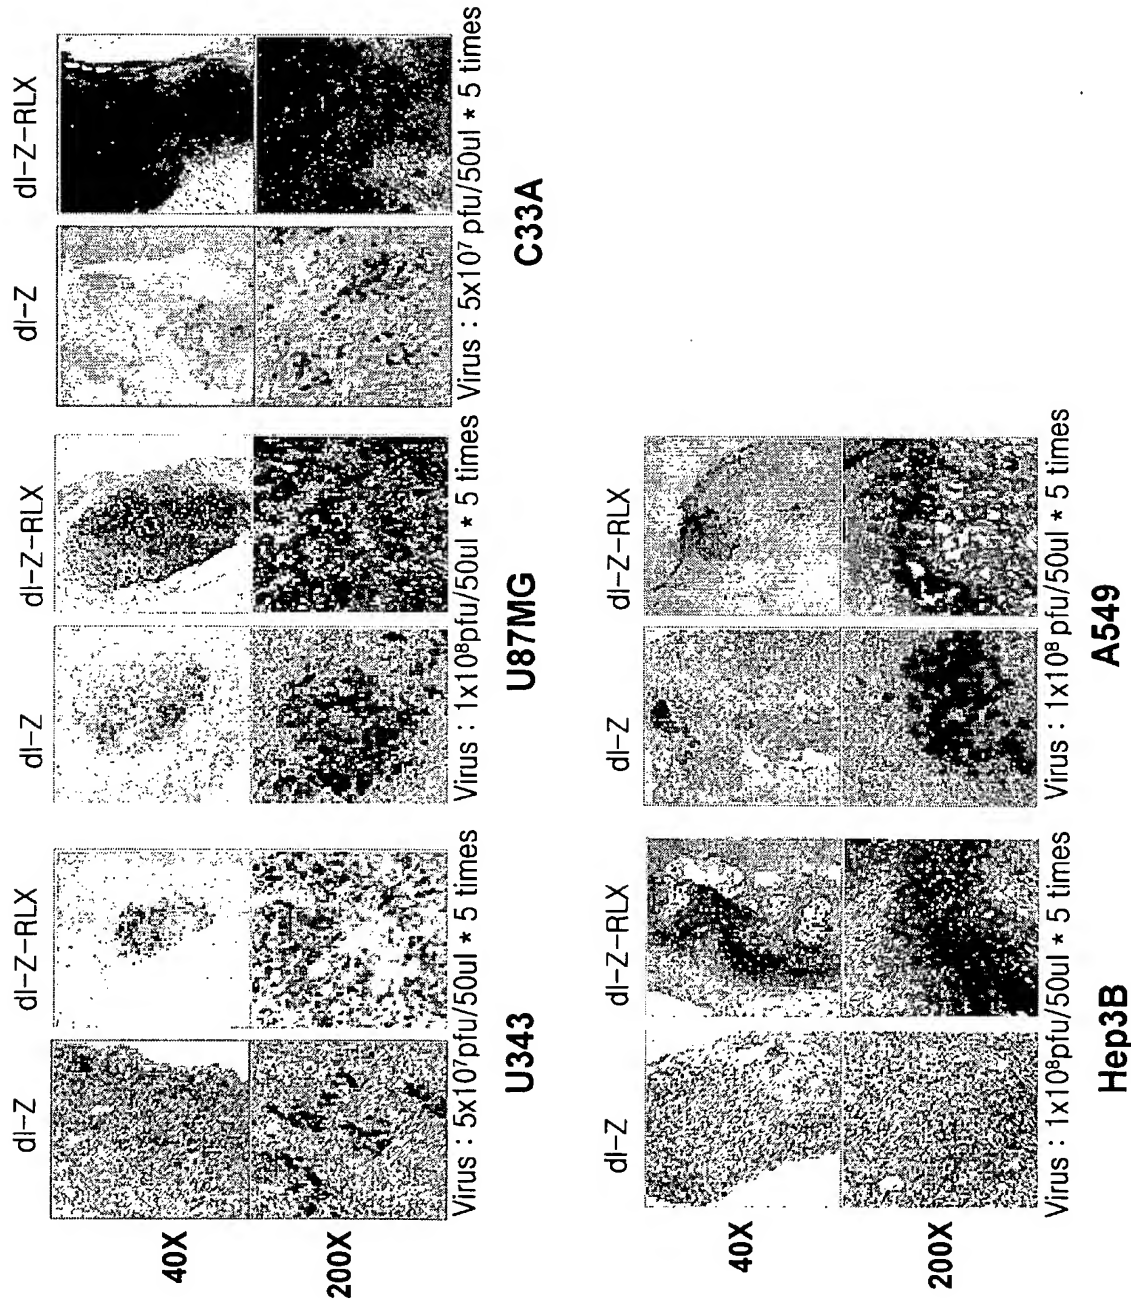 dl-Z dl-Z-RLX dl-Z dl-Z-RLX dl-Z dl-Z-RLX
40X
200X
Virus : 5x10⁷pfu/50ul * 5 times Virus : 1x10⁸pfu/50ul * 5 times Virus : 5x10⁷ pfu/50ul * 5 times
U343 U87MG C33A
dl-Z dl-Z-RLX dl-Z dl-Z-RLX
40X
200X
Virus : 1x10⁸pfu/50ul * 5 times Virus : 1x10⁸ pfu/50ul * 5 times
Hep3B A549